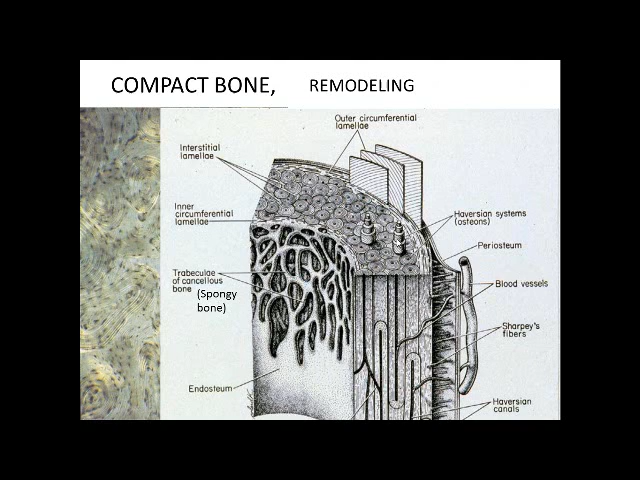 COMPACT BONE, REMODELING
Outer circumferential
lamellae
Interstitial
lamellae
Inner
circumferential
lamellae
Haversian systems
(osteons)
Periosteum
Trabeculae
of cancellous
bone
(Spongy
bone)
Blood vessels
Sharpey's
fibers
Endosteum
Haversian
canals